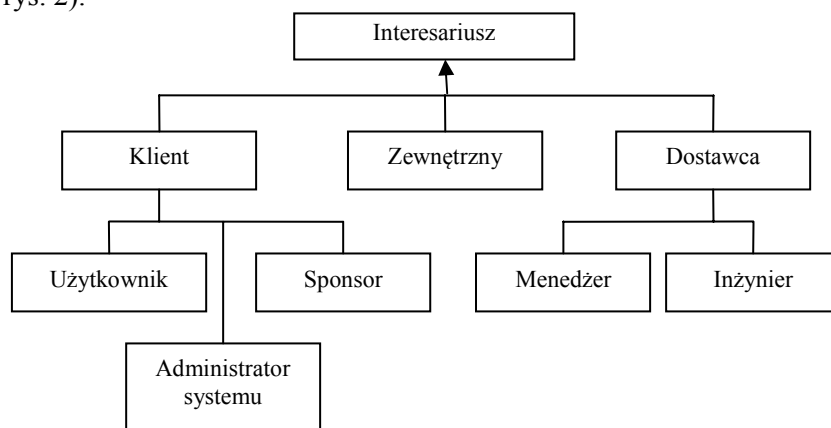 rys. 2).
Interesariusz
Klient
Zewnętrzny
Dostawca
Użytkownik
Sponsor
Menedżer
Inżynier
Administrator
systemu